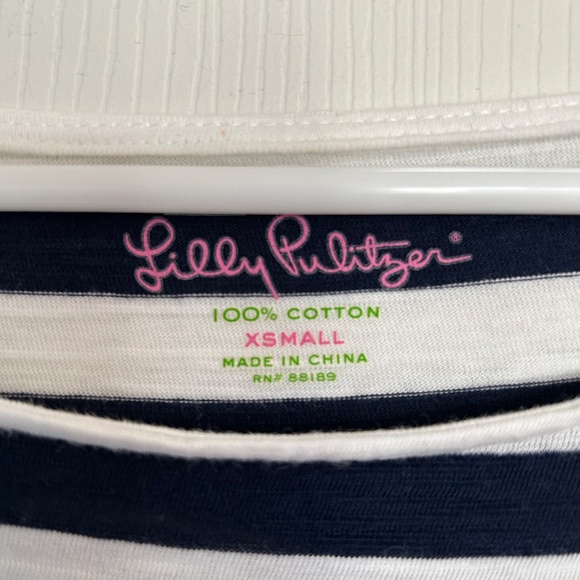 Lilly Pulitzer®
100% COTTON
XSMALL
MADE IN CHINA
RN# 88189